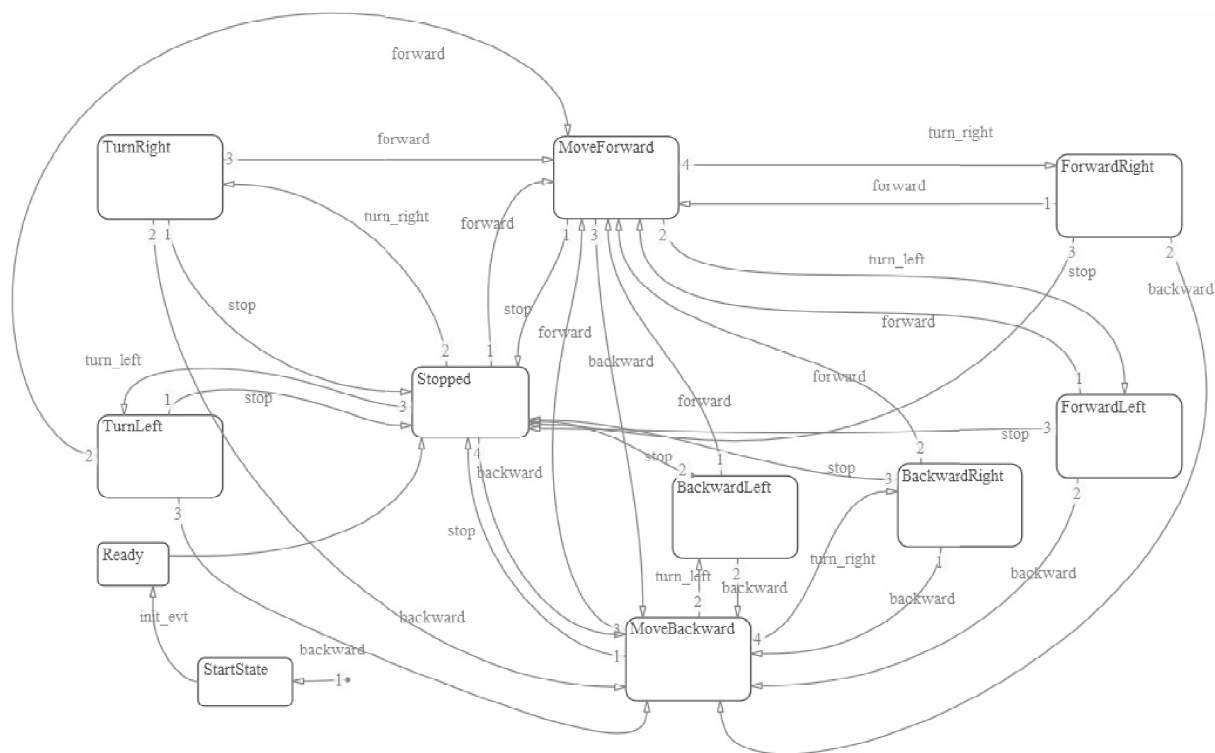 forward
TurnRight
forward
MoveForward
turn_right
ForwardRight
3
4
forward
1
turn_right
forward
2 1
1 3 2
3 2
turn_left
stop
backward
stop
stop
forward
forward
turn_left
2 1
backward
Stopped
forward
1
1
3
forward
ForwardLeft
TurnLeft
stop
2
3
stop
2
4
backward
stop
2
1
stop
3
BackwardRight
BackwardLeft
2
3
Ready
stop
turn_right
1
turn_left
2
backward
backward
init_evt
2
backward
backward
3
MoveBackward
4
backward
1
StartState
1